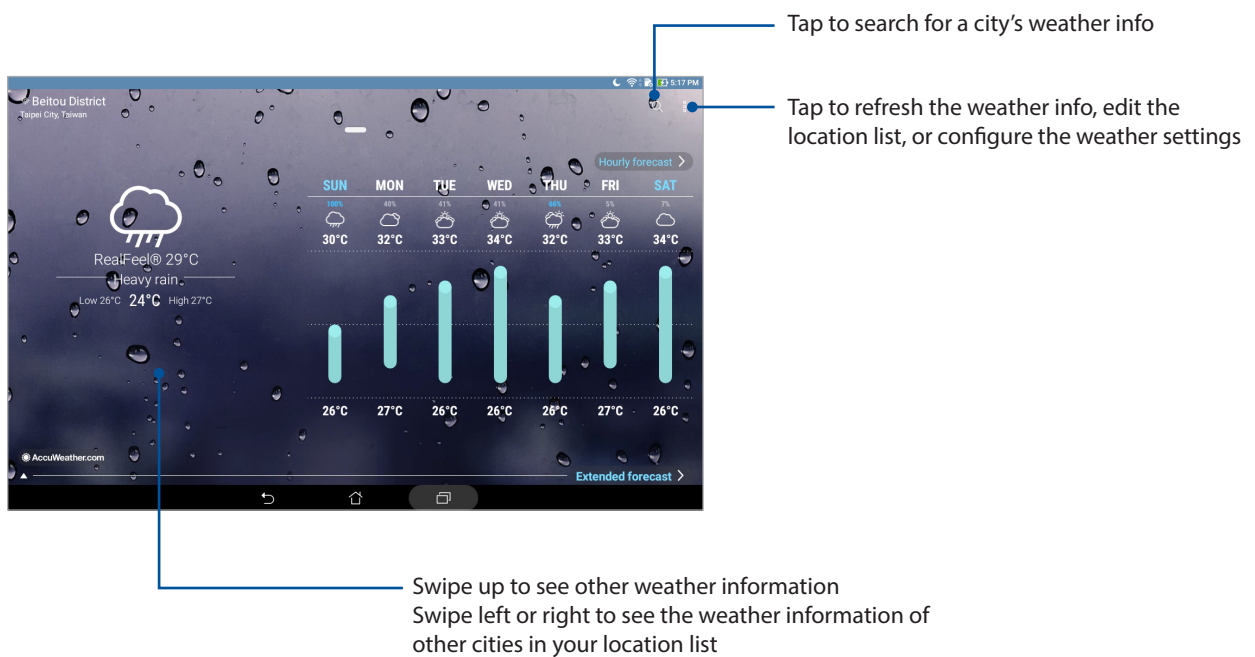 Tap to search for a city’s weather info
5:17 PM
Beitou District
Taipei City, Taiwan
Tap to refresh the weather info, edit the
location list, or configure the weather settings
Hourly forecast
SUN MON TUE WED THU FRI SAT
100% 40% 41% 41% 66% 5% 7%
30°C 32°C 33°C 34°C 32°C 33°C 34°C
RealFeel® 29°C
Heavy rain
Low 26°C 24°C High 27°C
26°C 27°C 26°C 26°C 26°C 27°C 26°C
AccuWeather.com
Extended forecast
Swipe up to see other weather information
Swipe left or right to see the weather information of
other cities in your location list